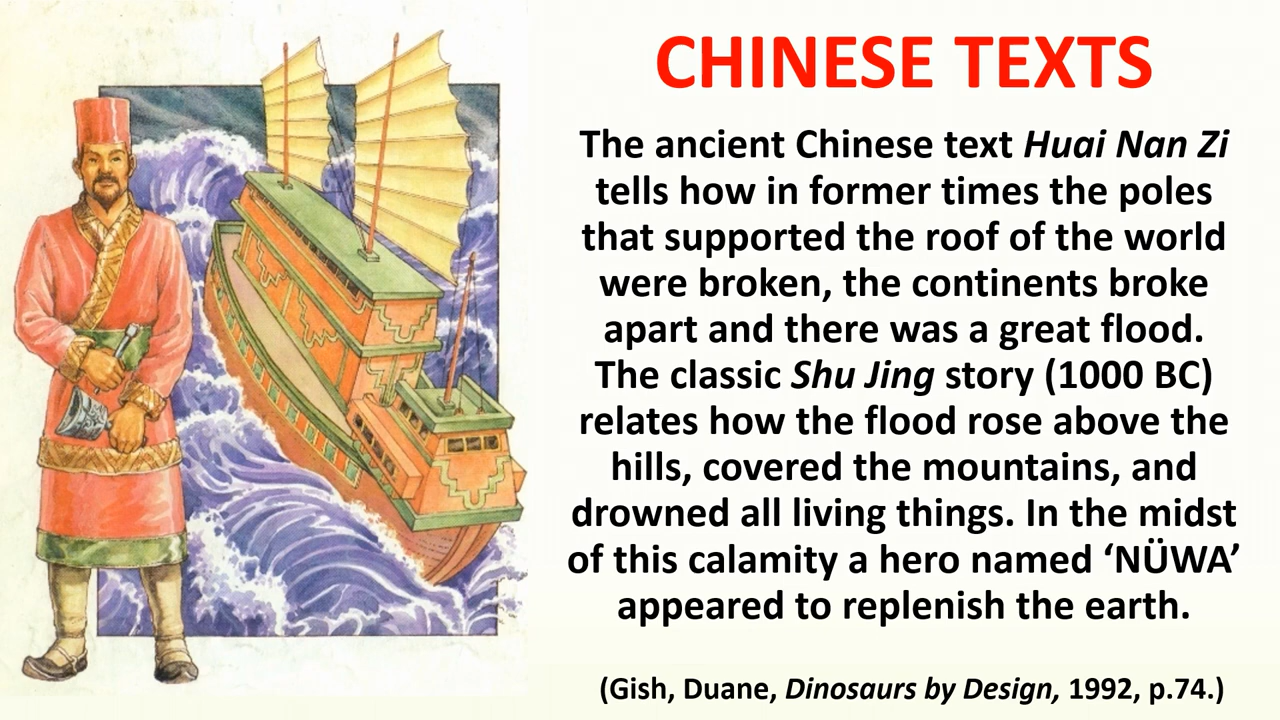 CHINESE TEXTS
The ancient Chinese text Huai Nan Zi
tells how in former times the poles
that supported the roof of the world
were broken, the continents broke
apart and there was a great flood.
The classic Shu Jing story (1000 BC)
relates how the flood rose above the
hills, covered the mountains, and
drowned all living things. In the midst
of this calamity a hero named ‘NÜWA’
appeared to replenish the earth.
(Gish, Duane, Dinosaurs by Design, 1992, p.74.)